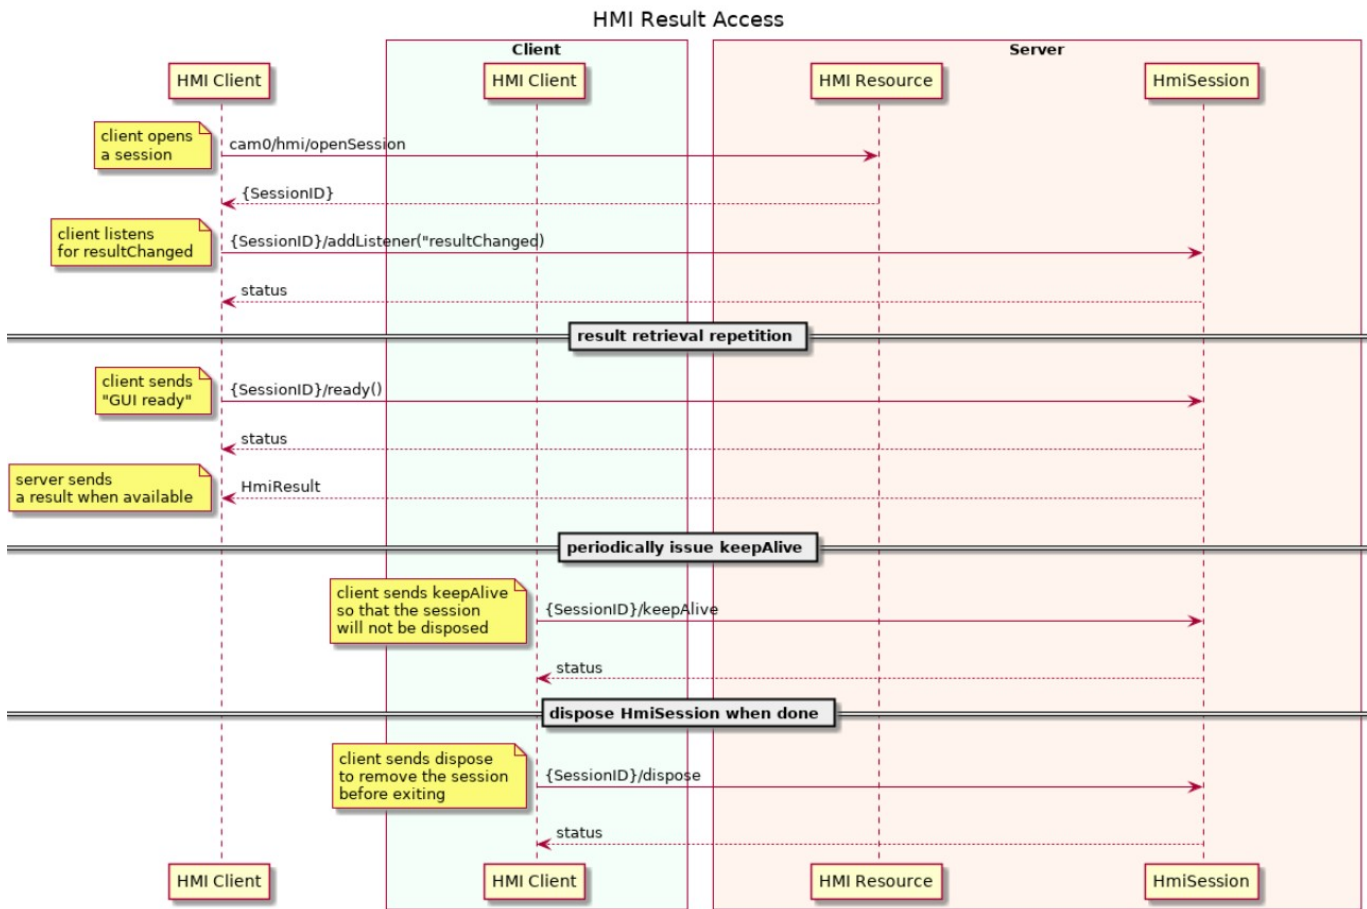 HMI Result Access
Client
Server
HMI Client
HMI Client
HMI Resource
HmiSession
client opens
a session
cam0/hmi/openSession
{SessionID}
client listens
for resultChanged
{SessionID}/addListener("resultChanged)
status
result retrieval repetition
client sends
"GUI ready"
{SessionID}/ready()
status
server sends
a result when available
HmiResult
periodically issue keepAlive
client sends keepAlive
so that the session
will not be disposed
{SessionID}/keepAlive
status
dispose HmiSession when done
client sends dispose
to remove the session
before exiting
{SessionID}/dispose
status
HMI Client
HMI Client
HMI Resource
HmiSession